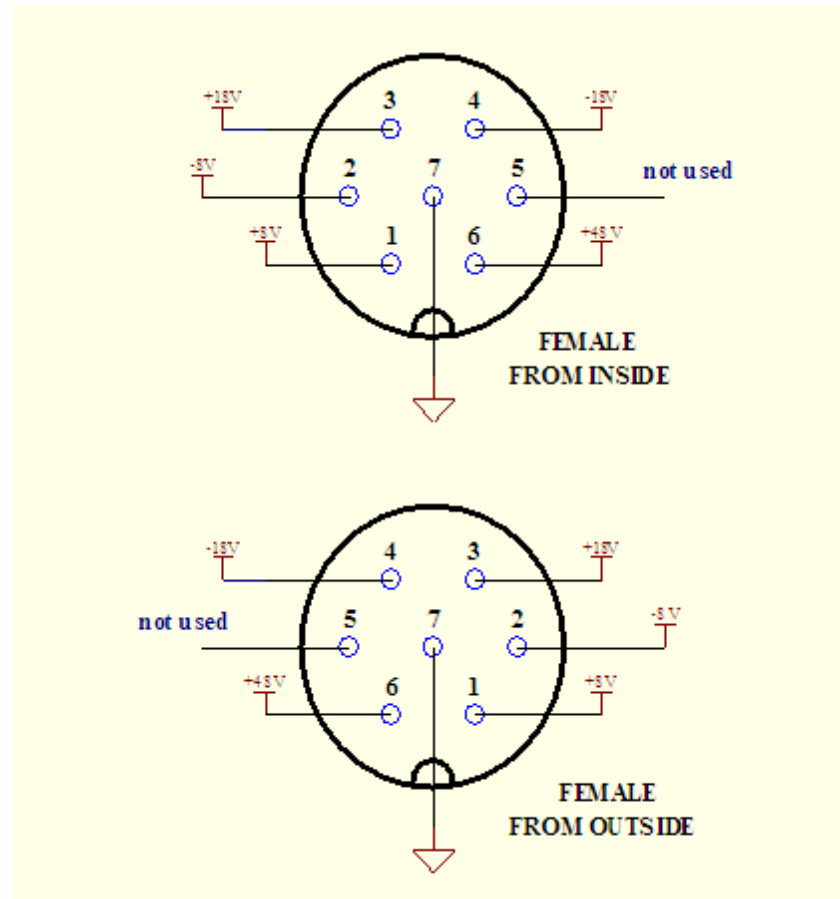 +18V 3 4 -18V
-8V 2 7 5 not used
+8V 1 6 +48V
FEMALE
FROM INSIDE
-18V 4 3 +18V
not used 5 7 2 -8V
+48V 6 1 +8V
FEMALE
FROM OUTSIDE